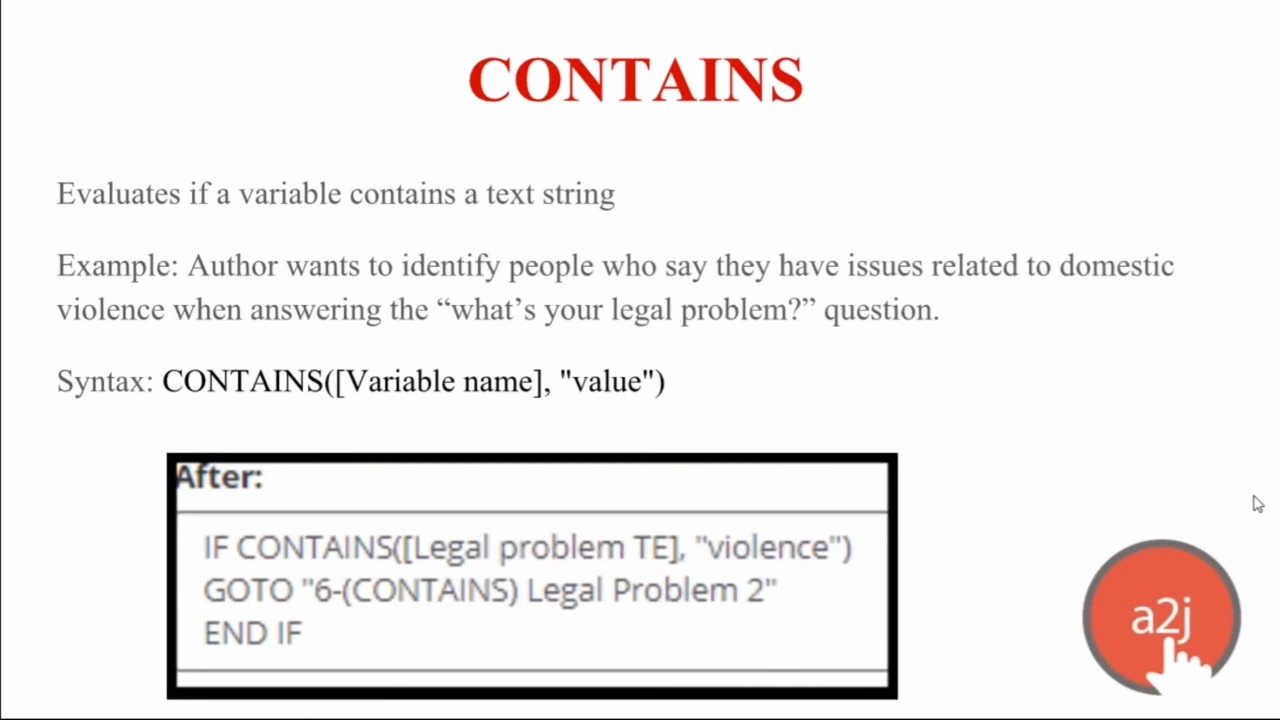 CONTAINS
Evaluates if a variable contains a text string
Example: Author wants to identify people who say they have issues related to domestic
violence when answering the “what’s your legal problem?” question.
Syntax: CONTAINS([Variable name], "value")
After:
IF CONTAINS([Legal problem TE], "violence")
GOTO "6-(CONTAINS) Legal Problem 2"
END IF
a2j